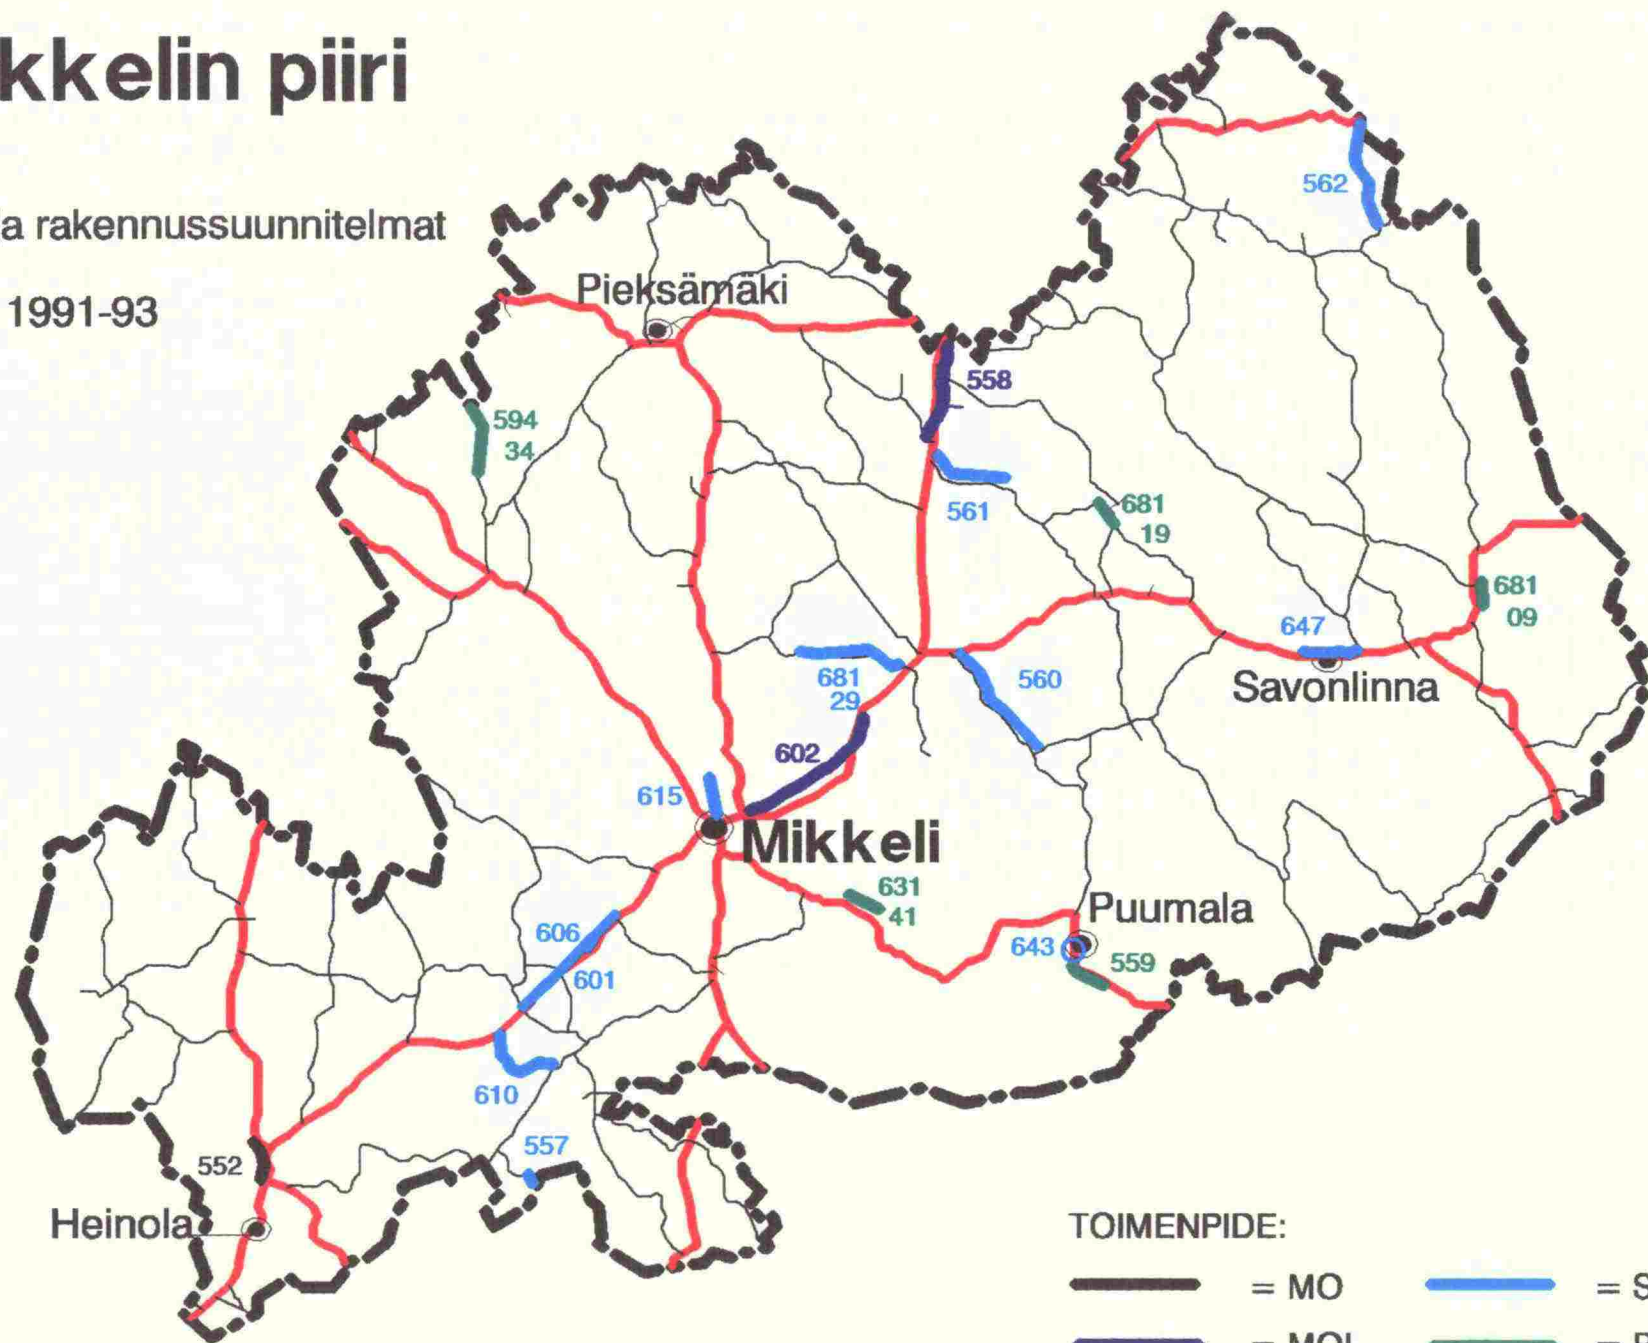 kkelin piiri
a rakennussuunnitelmat
1991-93
562
Pieksämäki
558
594
34
561
681
19
681
09
647
Savonlinna
681
29
560
602
615
Mikkeli
631
41
Puumala
606
643
559
601
610
557
552
Heinola
TOIMENPIDE:
= MO
= S